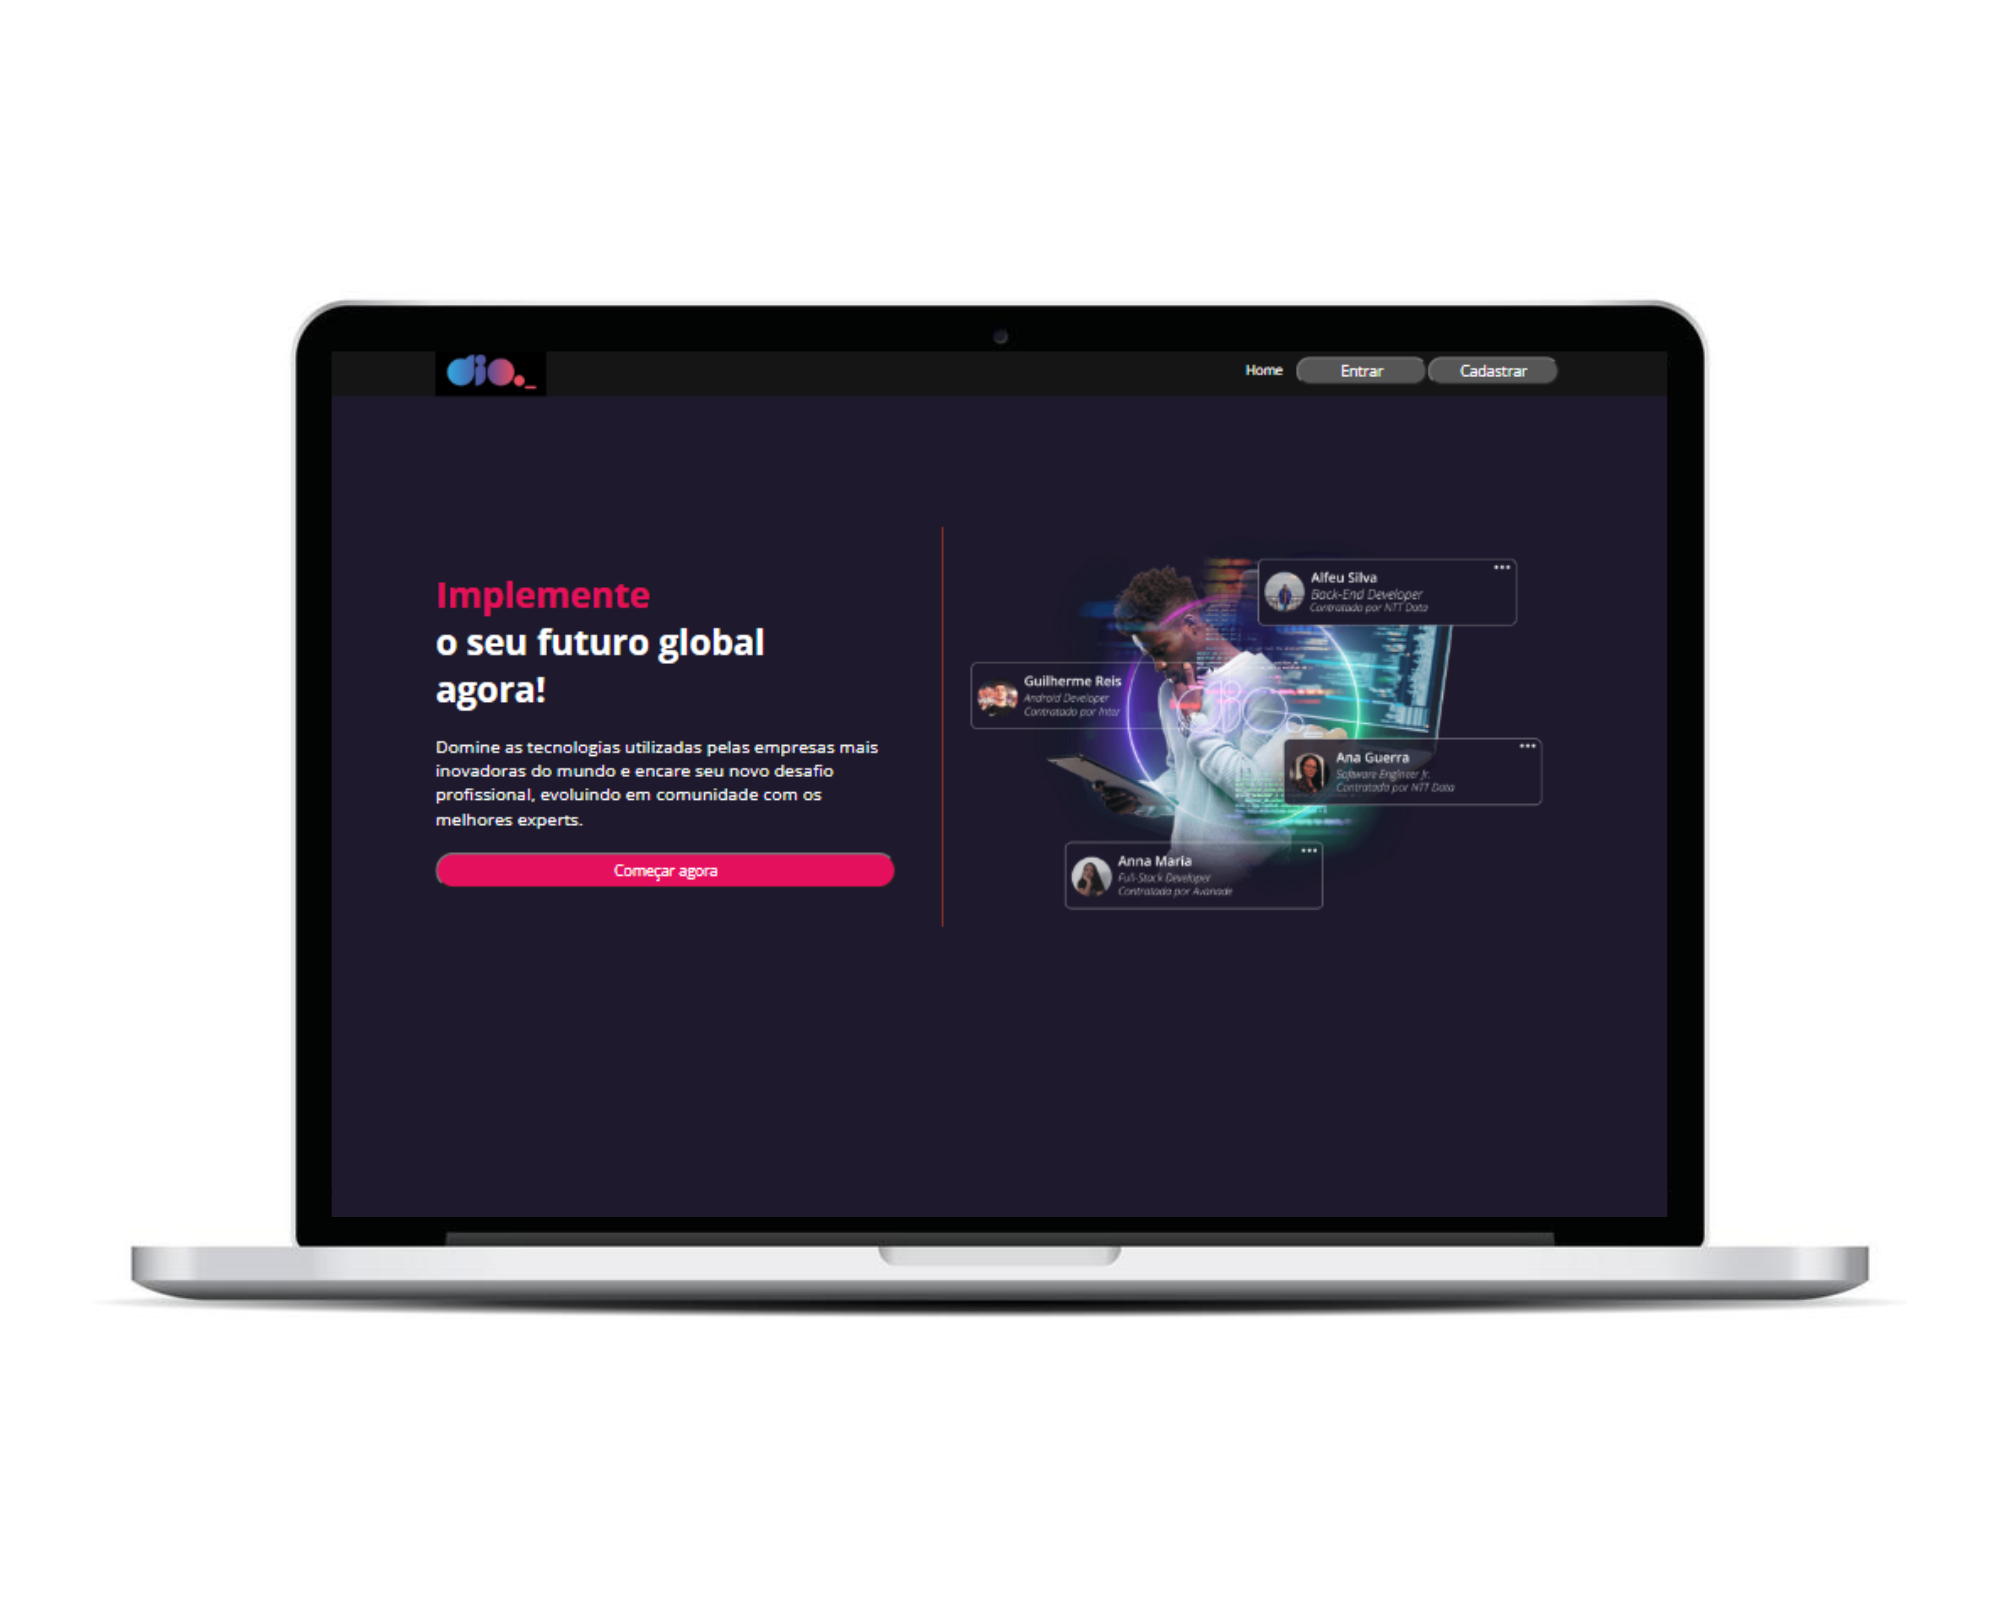 dio._
Home
Entrar
Cadastrar
Implemente
o seu futuro global
agora!
Domine as tecnologias utilizadas pelas empresas mais
inovadoras do mundo e encare seu novo desafio
profissional, evoluindo em comunidade com os
melhores experts.
Começar agora
Alfeu Silva
Back-End Developer
Contratado por NTT Data
Guilherme Reis
Android Developer
Contratado por Inter
dio.
Ana Guerra
Software Engineer Jr.
Contratada por NTT Data
Anna Maria
Full-Stack Developer
Contratada por Avanade